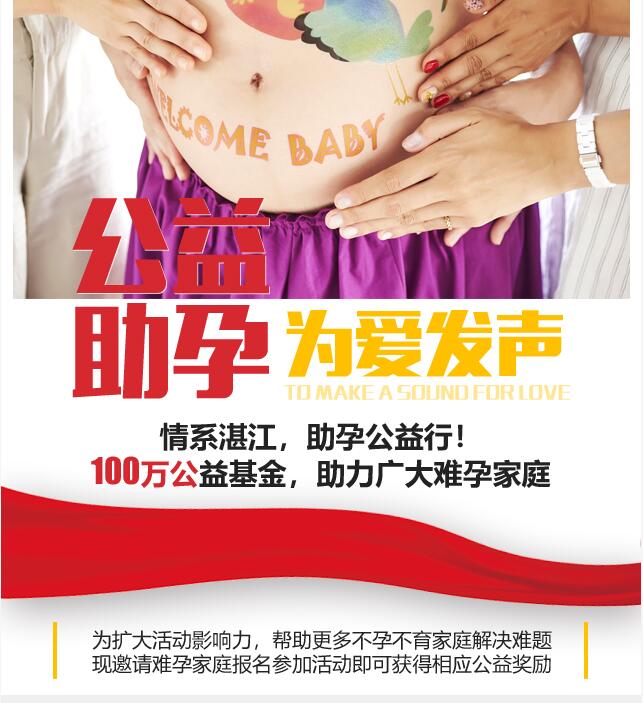 WELCOME BABY
公益
助孕
为爱发声
TO MAKE A SOUND FOR LOVE
情系湛江，助孕公益行！
100万公益基金，助力广大难孕家庭
为扩大活动影响力，帮助更多不孕不育家庭解决难题
现邀请难孕家庭报名参加活动即可获得相应公益奖励